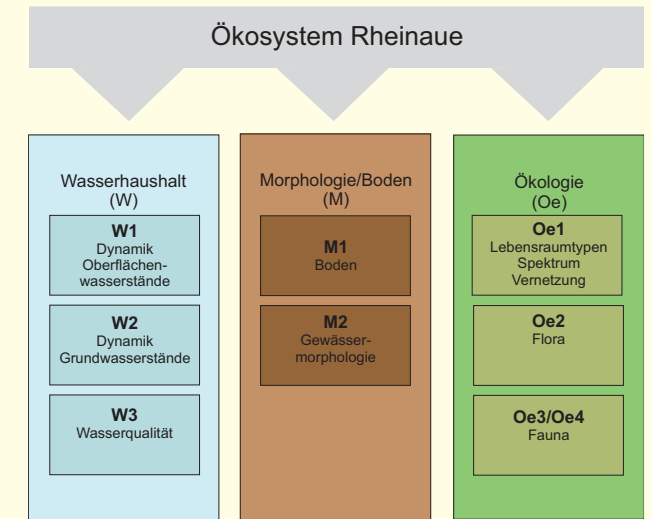 Ökosystem Rheinaue
Wasserhaushalt
(W)
W1
Dynamik
Oberflächen-
wasserstände
W2
Dynamik
Grundwasserstände
W3
Wasserqualität
Morphologie/Boden
(M)
M1
Boden
M2
Gewässer-
morphologie
Ökologie
(Oe)
Oe1
Lebensraumtypen
Spektrum
Vernetzung
Oe2
Flora
Oe3/Oe4
Fauna